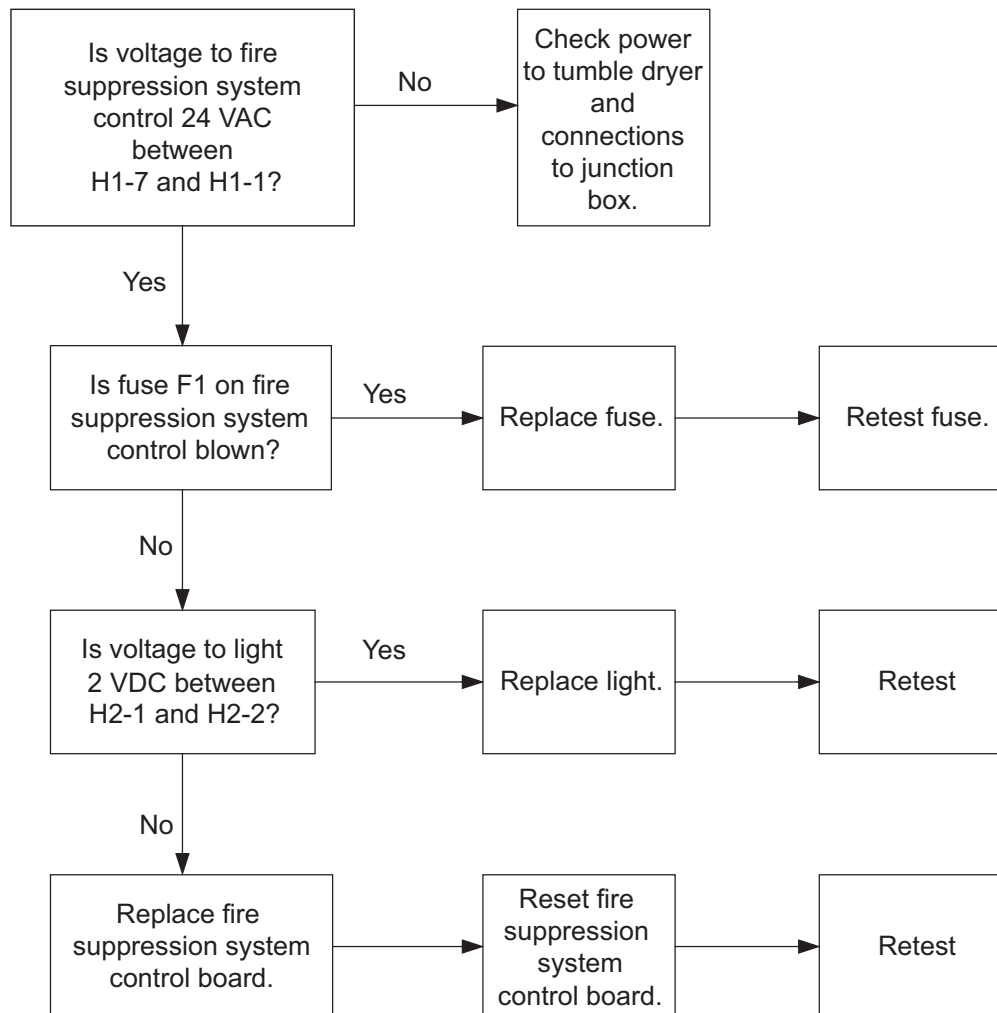 Is voltage to fire
suppression system
control 24 VAC
between
H1-7 and H1-1?
No
Check power
to tumble dryer
and
connections
to junction
box.
Yes
Is fuse F1 on fire
suppression system
control blown?
Yes
Replace fuse.
Retest fuse.
No
Is voltage to light
2 VDC between
H2-1 and H2-2?
Yes
Replace light.
Retest
No
Replace fire
suppression system
control board.
Reset fire
suppression
system
control board.
Retest